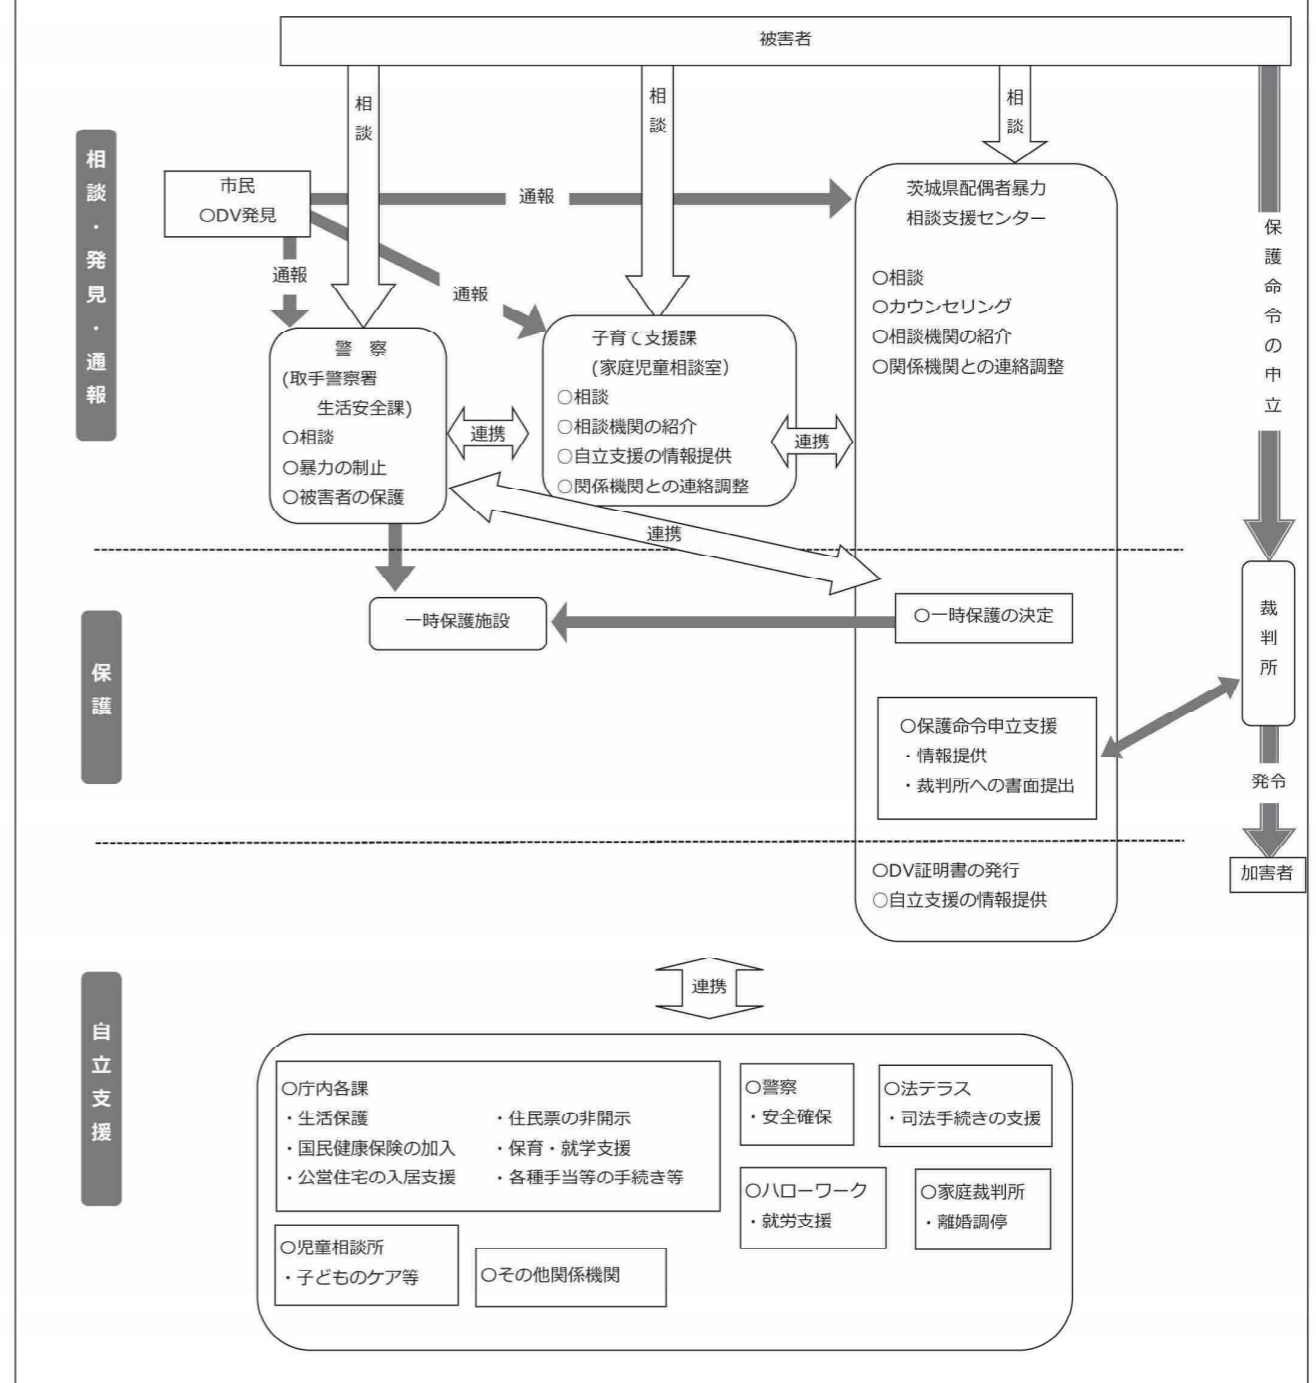 被害者
相談
相談
相談
保護命令の中立
相談・発見・通報
市民
○DV発見
通報
通報
通報
茨城県配偶者暴力
相談支援センター
○相談
○カウンセリング
○相談機関の紹介
○関係機関との連絡調整
警 察
(取手警察署
生活安全課)
○相談
○暴力の制止
○被害者の保護
連携
子育て支援課
(家庭児童相談室)
○相談
○相談機関の紹介
○自立支援の情報提供
○関係機関との連絡調整
連携
連携
保護
一時保護施設
○一時保護の決定
裁判所
○保護命令申立支援
・情報提供
・裁判所への書面提出
発令
加害者
○DV証明書の発行
○自立支援の情報提供
自立支援
連携
○庁内各課
・生活保護
・国民健康保険の加入
・公営住宅の入居支援
・住民票の非開示
・保育・就学支援
・各種手当等の手続き等
○警察
・安全確保
○法テラス
・司法手続きの支援
○ハローワーク
・就労支援
○家庭裁判所
・離婚調停
○児童相談所
・子どものケア等
○その他関係機関